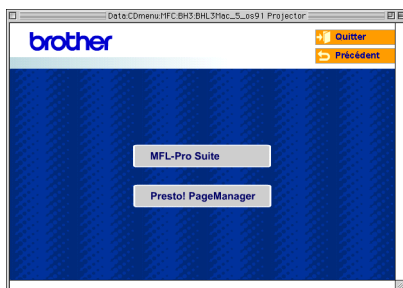 Data:CDmenu:MFC:BH3:BHL3Mac_5_os91 Projector
brother
Quitter
Précédent
MFL-Pro Suite
Presto! PageManager